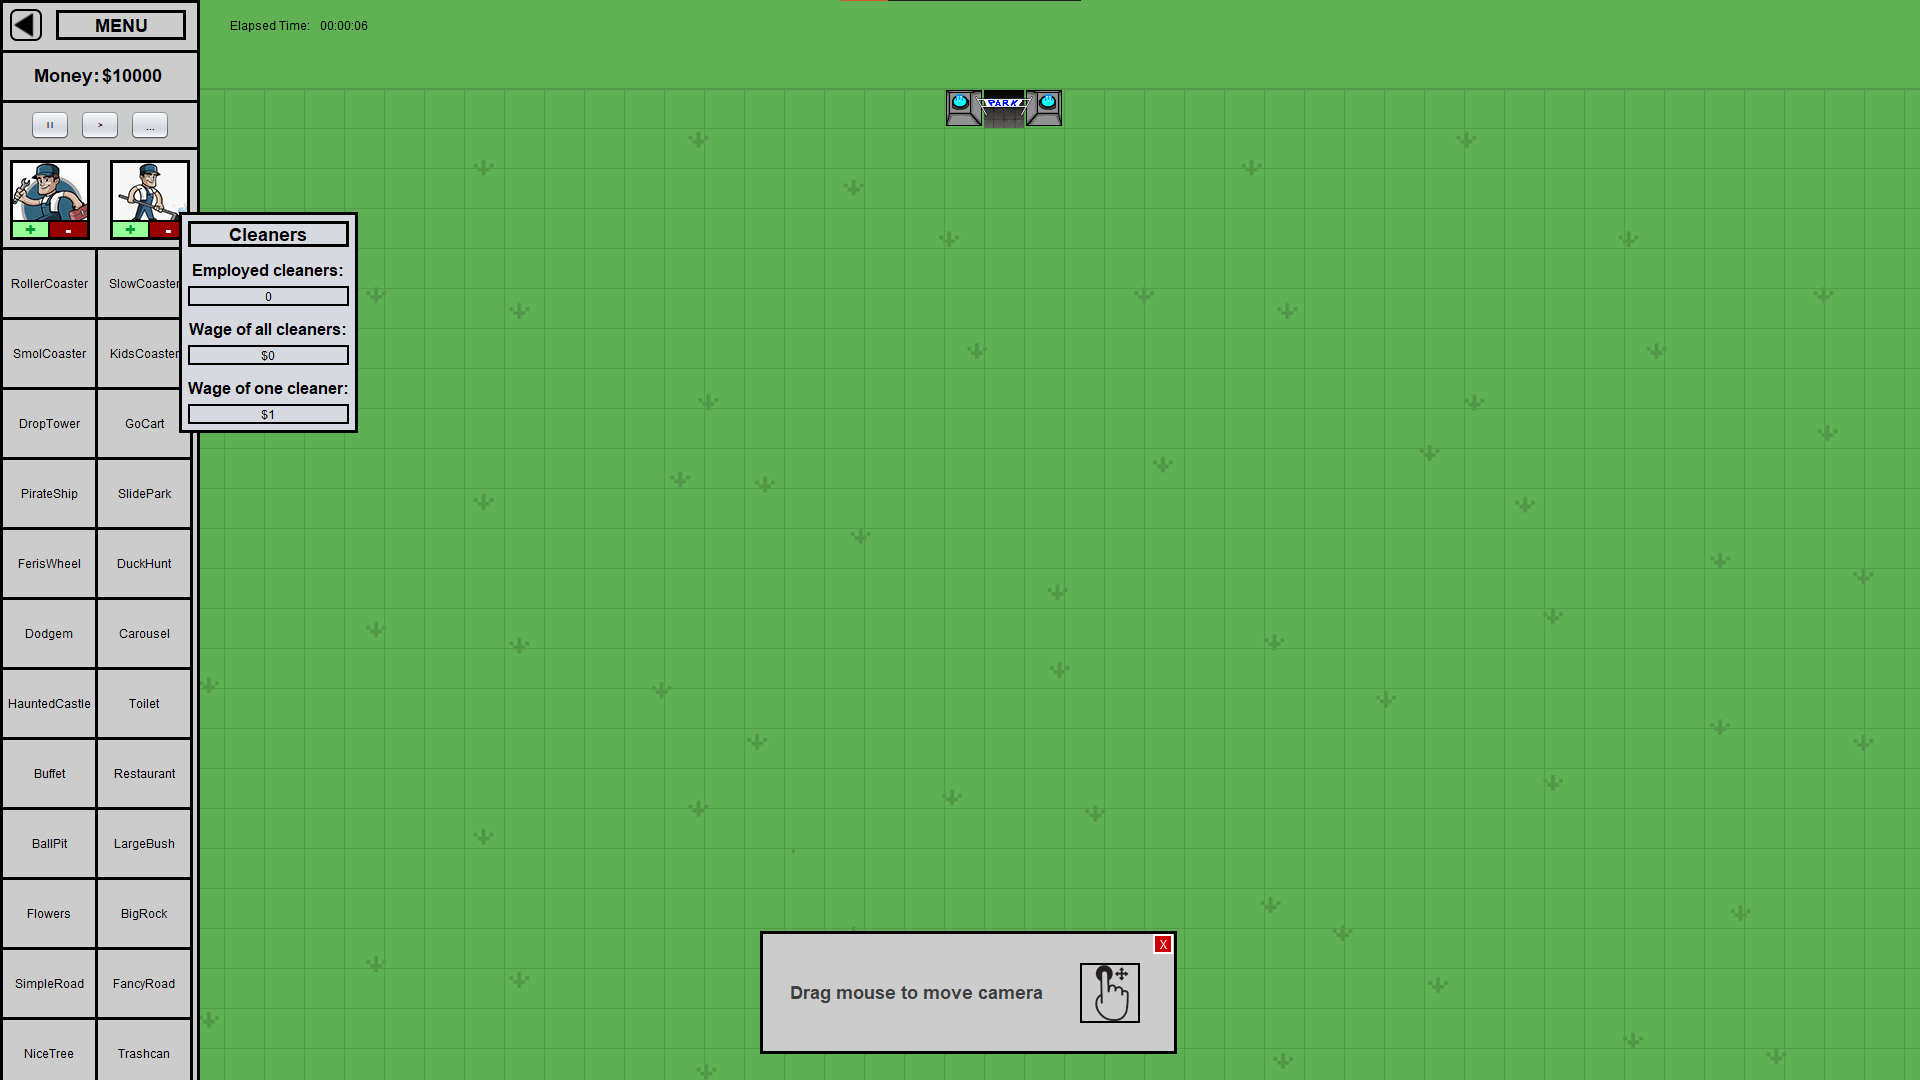 MENU
Elapsed Time: 00:00:06
Money: $10000
II
>
...
PARK
+ -
+ -
Cleaners
Employed cleaners:
0
Wage of all cleaners:
$0
Wage of one cleaner:
$1
RollerCoaster
SlowCoaster
SmolCoaster
KidsCoaster
DropTower
GoCart
PirateShip
SlidePark
FerisWheel
DuckHunt
Dodgem
Carousel
HauntedCastle
Toilet
Buffet
Restaurant
BallPit
LargeBush
Flowers
BigRock
SimpleRoad
FancyRoad
NiceTree
Trashcan
X
Drag mouse to move camera